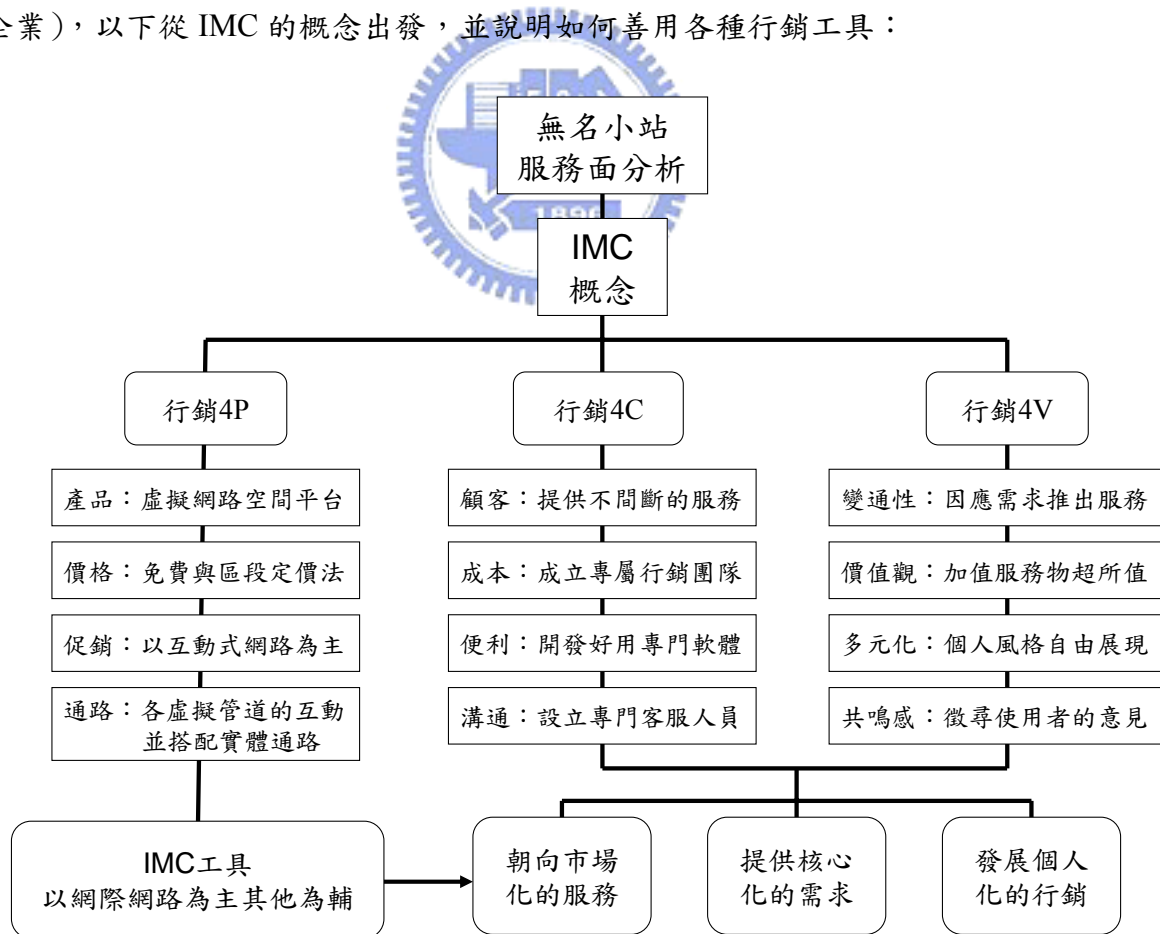 企業)，以下從 IMC 的概念出發，並說明如何善用各種行銷工具：
無名小站
服務面分析
1896
IMC
概念
行銷4P
行銷4C
行銷4V
產品：虛擬網路空間平台
顧客：提供不間斷的服務
變通性：因應需求推出服務
價格：免費與區段定價法
成本：成立專屬行銷團隊
價值觀：加值服務物超所值
促銷：以互動式網路為主
便利：開發好用專門軟體
多元化：個人風格自由展現
通路：各虛擬管道的互動
並搭配實體通路
溝通：設立專門客服人員
共鳴感：徵尋使用者的意見
IMC工具
以網際網路為主其他為輔
朝向市場
化的服務
提供核心
化的需求
發展個人
化的行銷